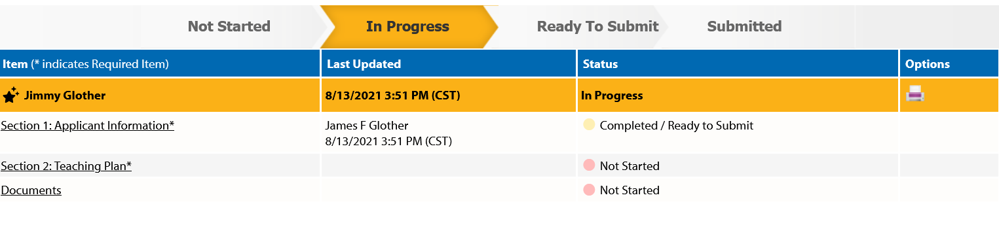 Not Started
In Progress
Ready To Submit
Submitted
Item (* indicates Required Item) Last Updated Status Options
Jimmy Glother 8/13/2021 3:51 PM (CST) In Progress
Section 1: Applicant Information* James F Glother Completed / Ready to Submit
8/13/2021 3:51 PM (CST)
Section 2: Teaching Plan* Not Started
Documents Not Started